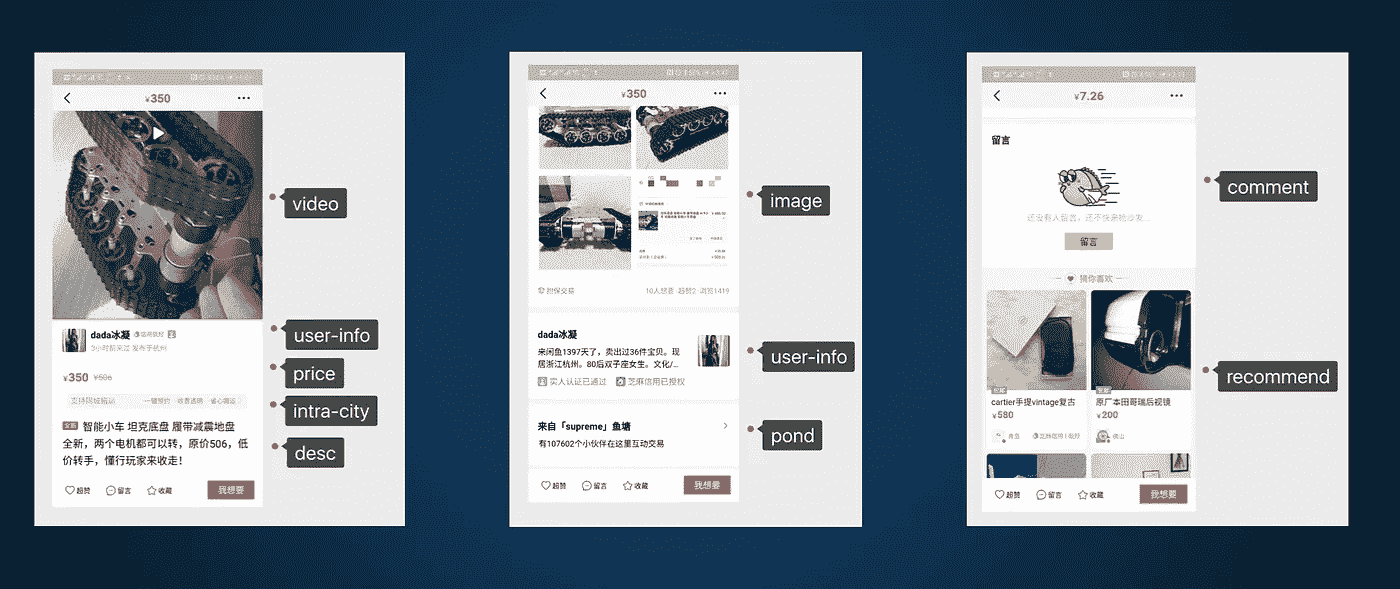 ¥350
video
dada冰凝
user-info
3小时前来过 发布于杭州
¥350 ¥506
price
支持同城搬运
一键预约 · 收费透明 · 省心搬运
intra-city
全新 智能小车 坦克底盘 履带减震地盘
全新，两个电机都可以转，原价506，低
价转手，懂行玩家来收走！
desc
超赞
留言
收藏
我想要
¥350
image
担保交易
10人想要·超赞2·浏览1419
dada冰凝
来闲鱼1397天了，卖出过36件宝贝。现
居浙江杭州。80后双子座女生。文化/...
user-info
实人认证已通过
芝麻信用已授权
来自「supreme」鱼塘
有107602个小伙伴在这里互动交易
pond
超赞
留言
收藏
我想要
¥7.26
留言
comment
还没有人留言，还不快来抢沙发...
留言
猜你喜欢
recommend
cartier手提vintage复古
¥580
青岛
原厂本田哥瑞后视镜
¥200
佛山
超赞
留言
收藏
我想要